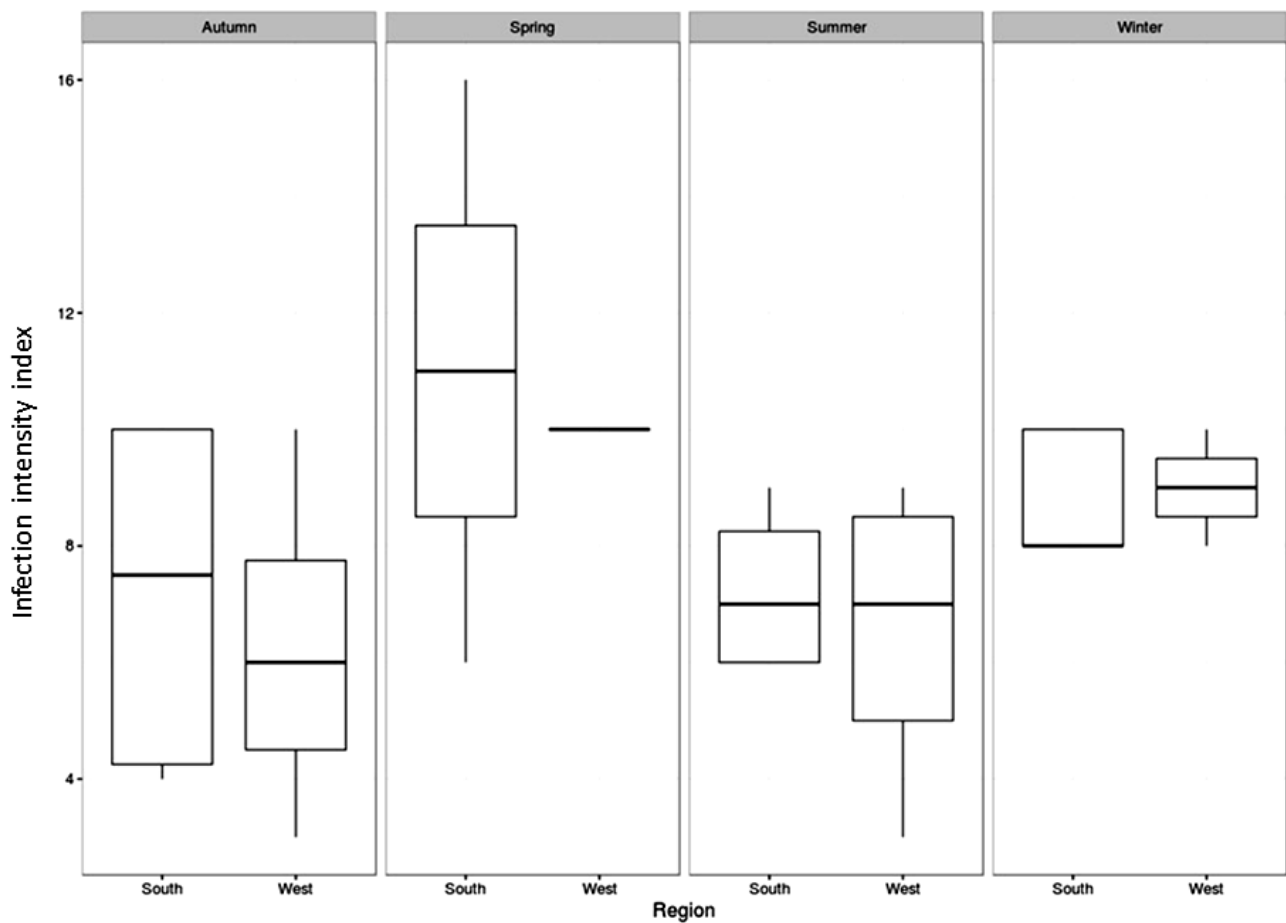 Autumn Spring Summer Winter
Infection intensity index
16
12
8
4
South West South West South West South West
Region